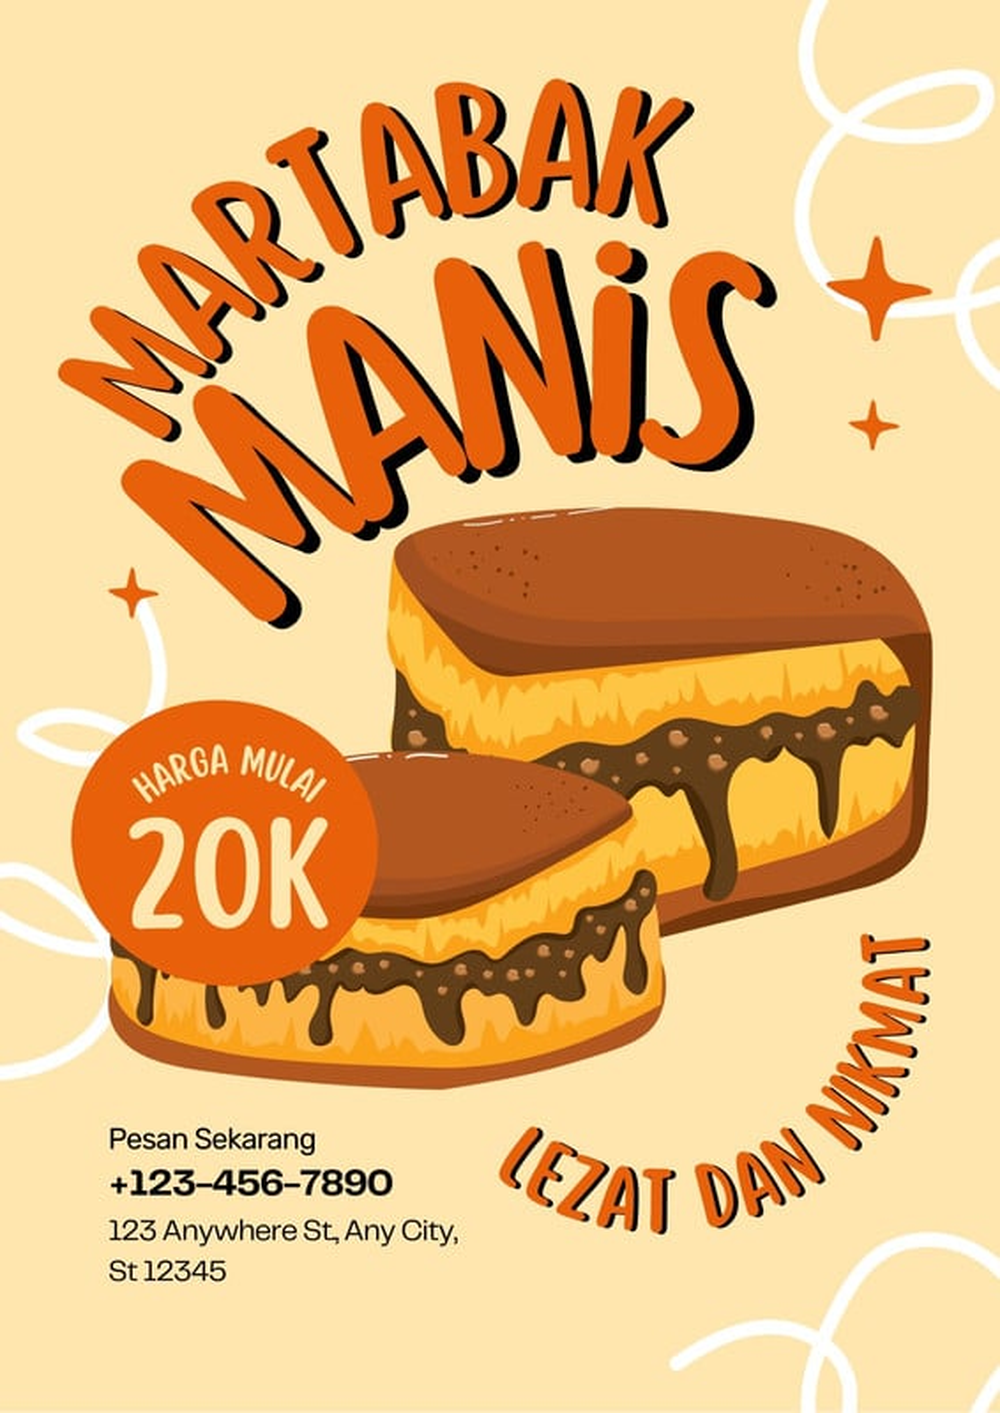 MARTABAK
MANiS
HARGA MULAI
20K
LEZAT DAN NIKMAT
Pesan Sekarang
+123-456-7890
123 Anywhere St, Any City,
St 12345